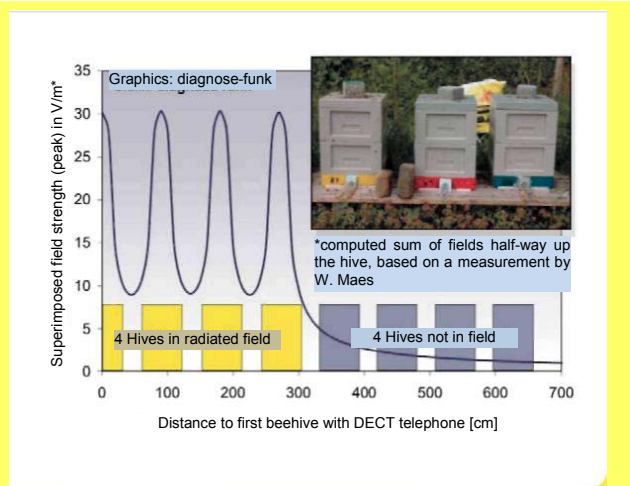 Superimposed field strength (peak) in V/m*
35
30
25
20
15
10
5
0
Graphics: diagnose-funk
*computed sum of fields half-way up
the hive, based on a measurement by
W. Maes
4 Hives in radiated field
4 Hives not in field
0 100 200 300 400 500 600 700
Distance to first beehive with DECT telephone [cm]